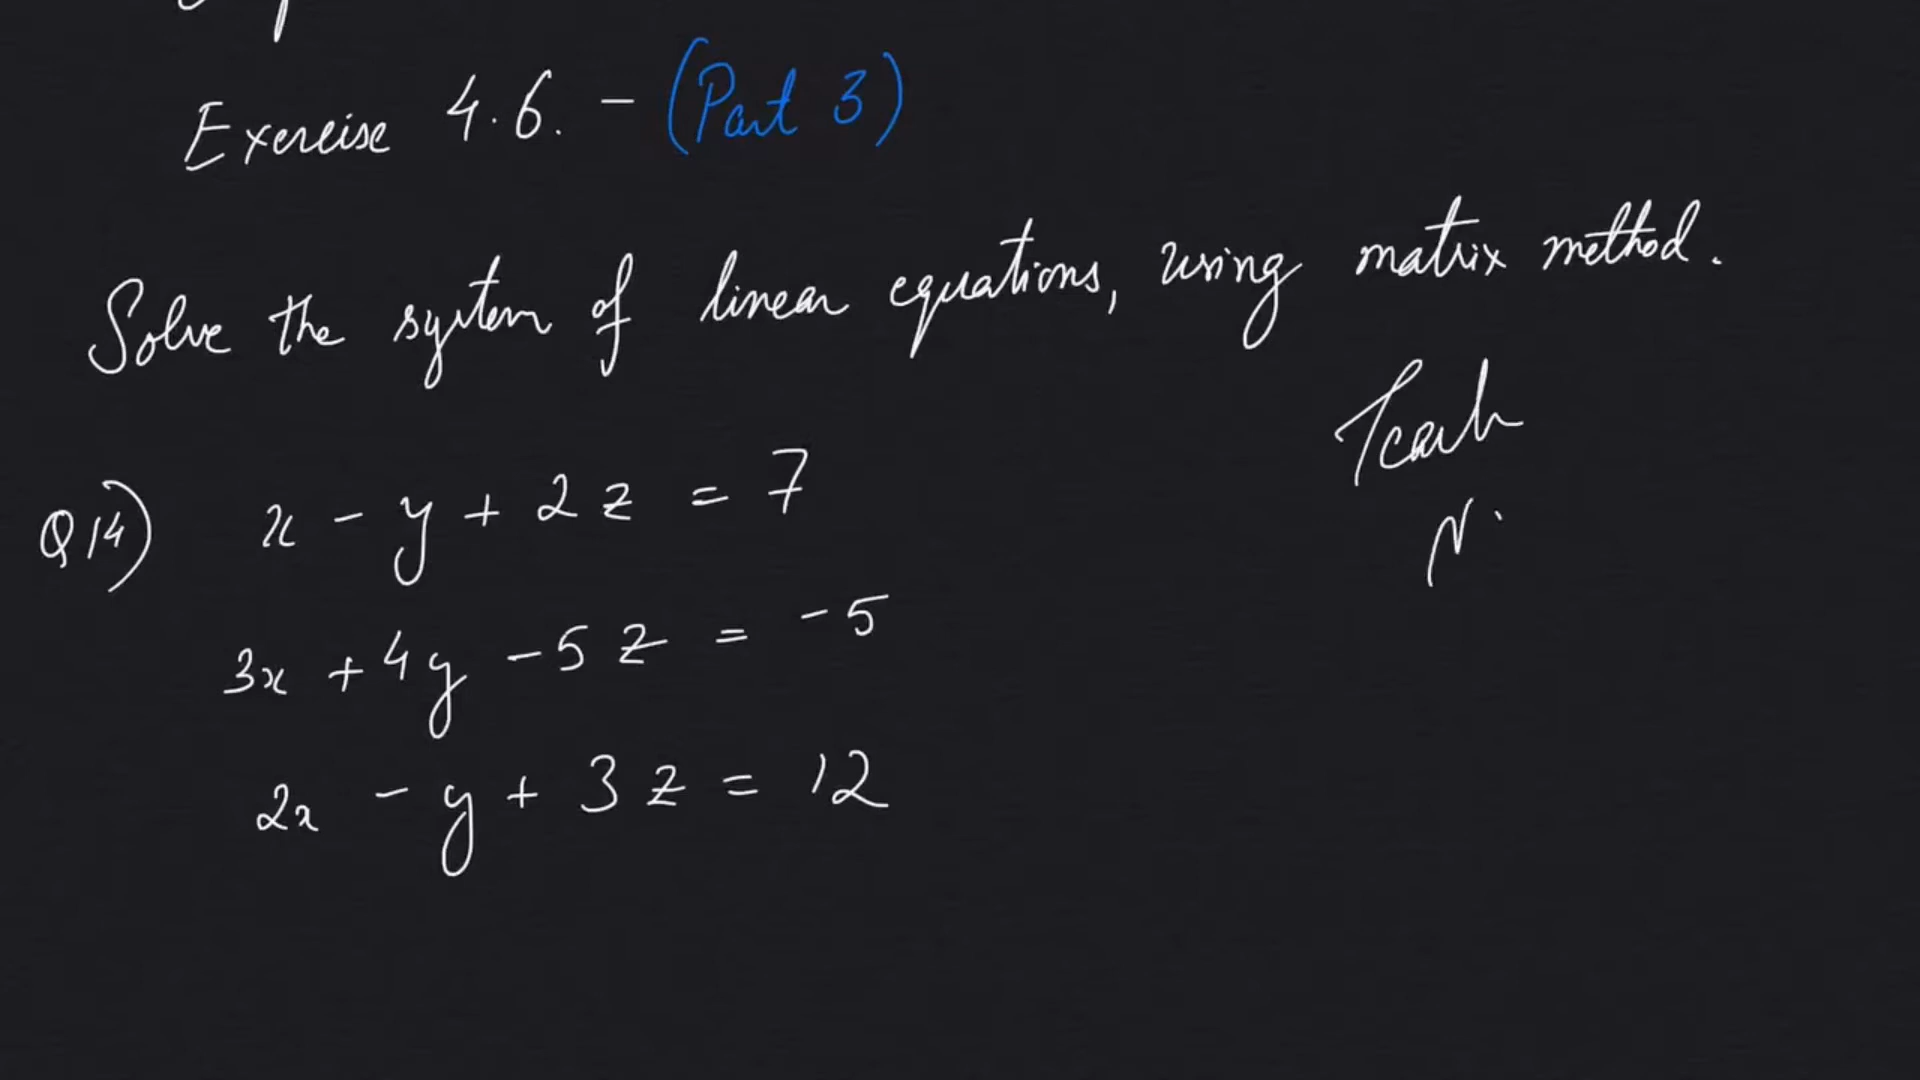 Exercise 4.6. - (Part 3)
Solve the system of linear equations, using matrix method.
Teach
N.
Q14) x - y + 2z = 7
3x + 4y - 5z = -5
2x - y + 3z = 12